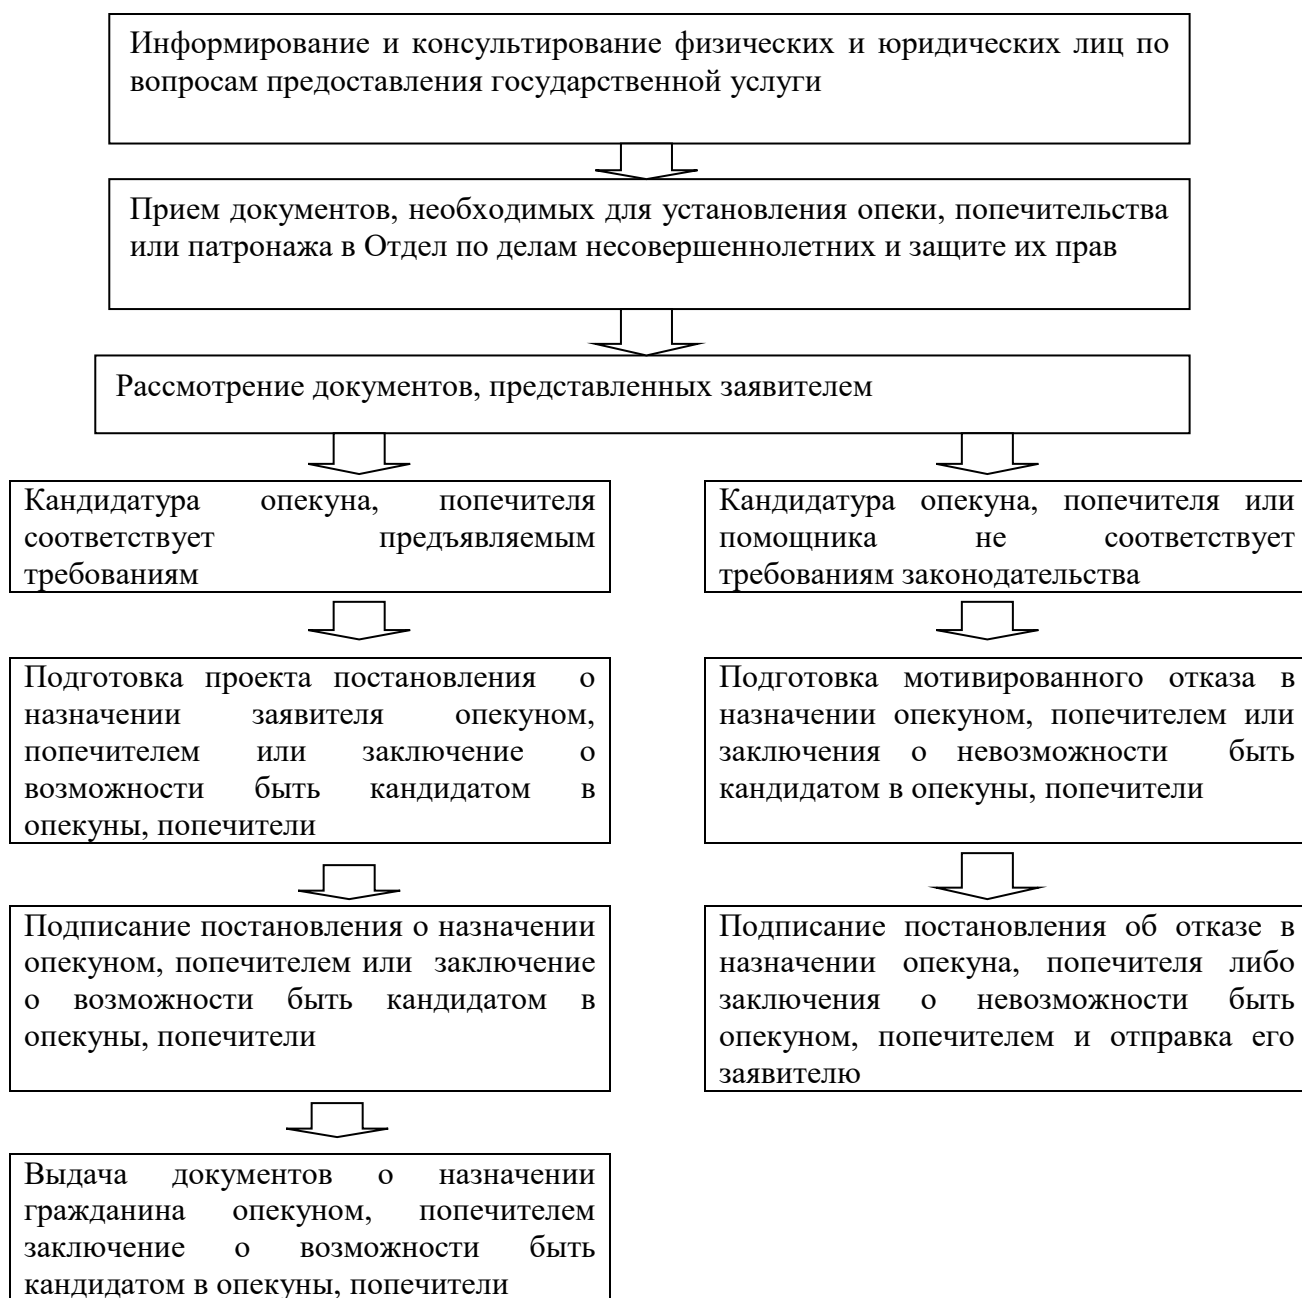 Информирование и консультирование физических и юридических лиц по
вопросам предоставления государственной услуги
Прием документов, необходимых для установления опеки, попечительства
или патронажа в Отдел по делам несовершеннолетних и защите их прав
Рассмотрение документов, представленных заявителем
Кандидатура опекуна, попечителя
соответствует предъявляемым
требованиям
Кандидатура опекуна, попечителя или
помощника не соответствует
требованиям законодательства
Подготовка проекта постановления о
назначении заявителя опекуном,
попечителем или заключение о
возможности быть кандидатом в
опекуны, попечители
Подготовка мотивированного отказа в
назначении опекуном, попечителем или
заключения о невозможности быть
кандидатом в опекуны, попечители
Подписание постановления о назначении
опекуном, попечителем или заключение
о возможности быть кандидатом в
опекуны, попечители
Подписание постановления об отказе в
назначении опекуна, попечителя либо
заключения о невозможности быть
опекуном, попечителем и отправка его
заявителю
Выдача документов о назначении
гражданина опекуном, попечителем
заключение о возможности быть
кандидатом в опекуны, попечители